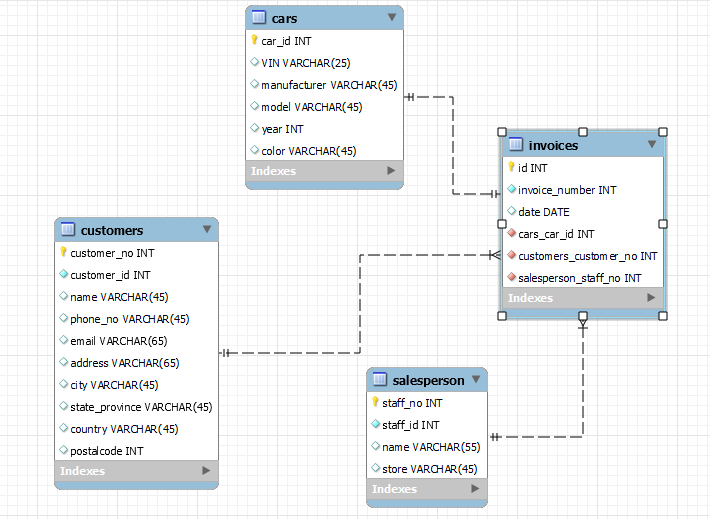 cars
car_id INT
VIN VARCHAR(25)
manufacturer VARCHAR(45)
model VARCHAR(45)
year INT
color VARCHAR(45)
Indexes
invoices
id INT
invoice_number INT
date DATE
cars_car_id INT
customers_customer_no INT
salesperson_staff_no INT
Indexes
customers
customer_no INT
customer_id INT
name VARCHAR(45)
phone_no VARCHAR(45)
email VARCHAR(65)
address VARCHAR(65)
city VARCHAR(45)
state_province VARCHAR(45)
country VARCHAR(45)
postalcode INT
Indexes
salesperson
staff_no INT
staff_id INT
name VARCHAR(55)
store VARCHAR(45)
Indexes